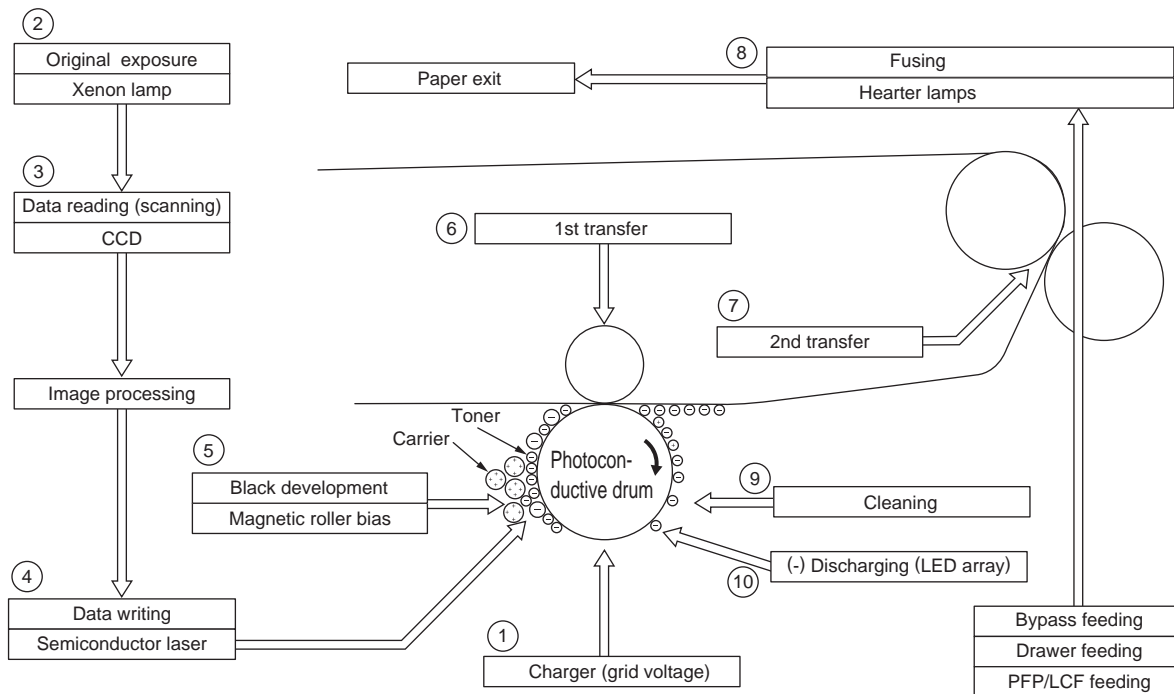 2
Original exposure
Xenon lamp
3
Data reading (scanning)
CCD
Image processing
4
Data writing
Semiconductor laser
5
Black development
Magnetic roller bias
Carrier
Toner
Photocon-
ductive drum
6
1st transfer
7
2nd transfer
8
Fusing
Hearter lamps
Paper exit
9
Cleaning
10
(-) Discharging (LED array)
1
Charger (grid voltage)
Bypass feeding
Drawer feeding
PFP/LCF feeding